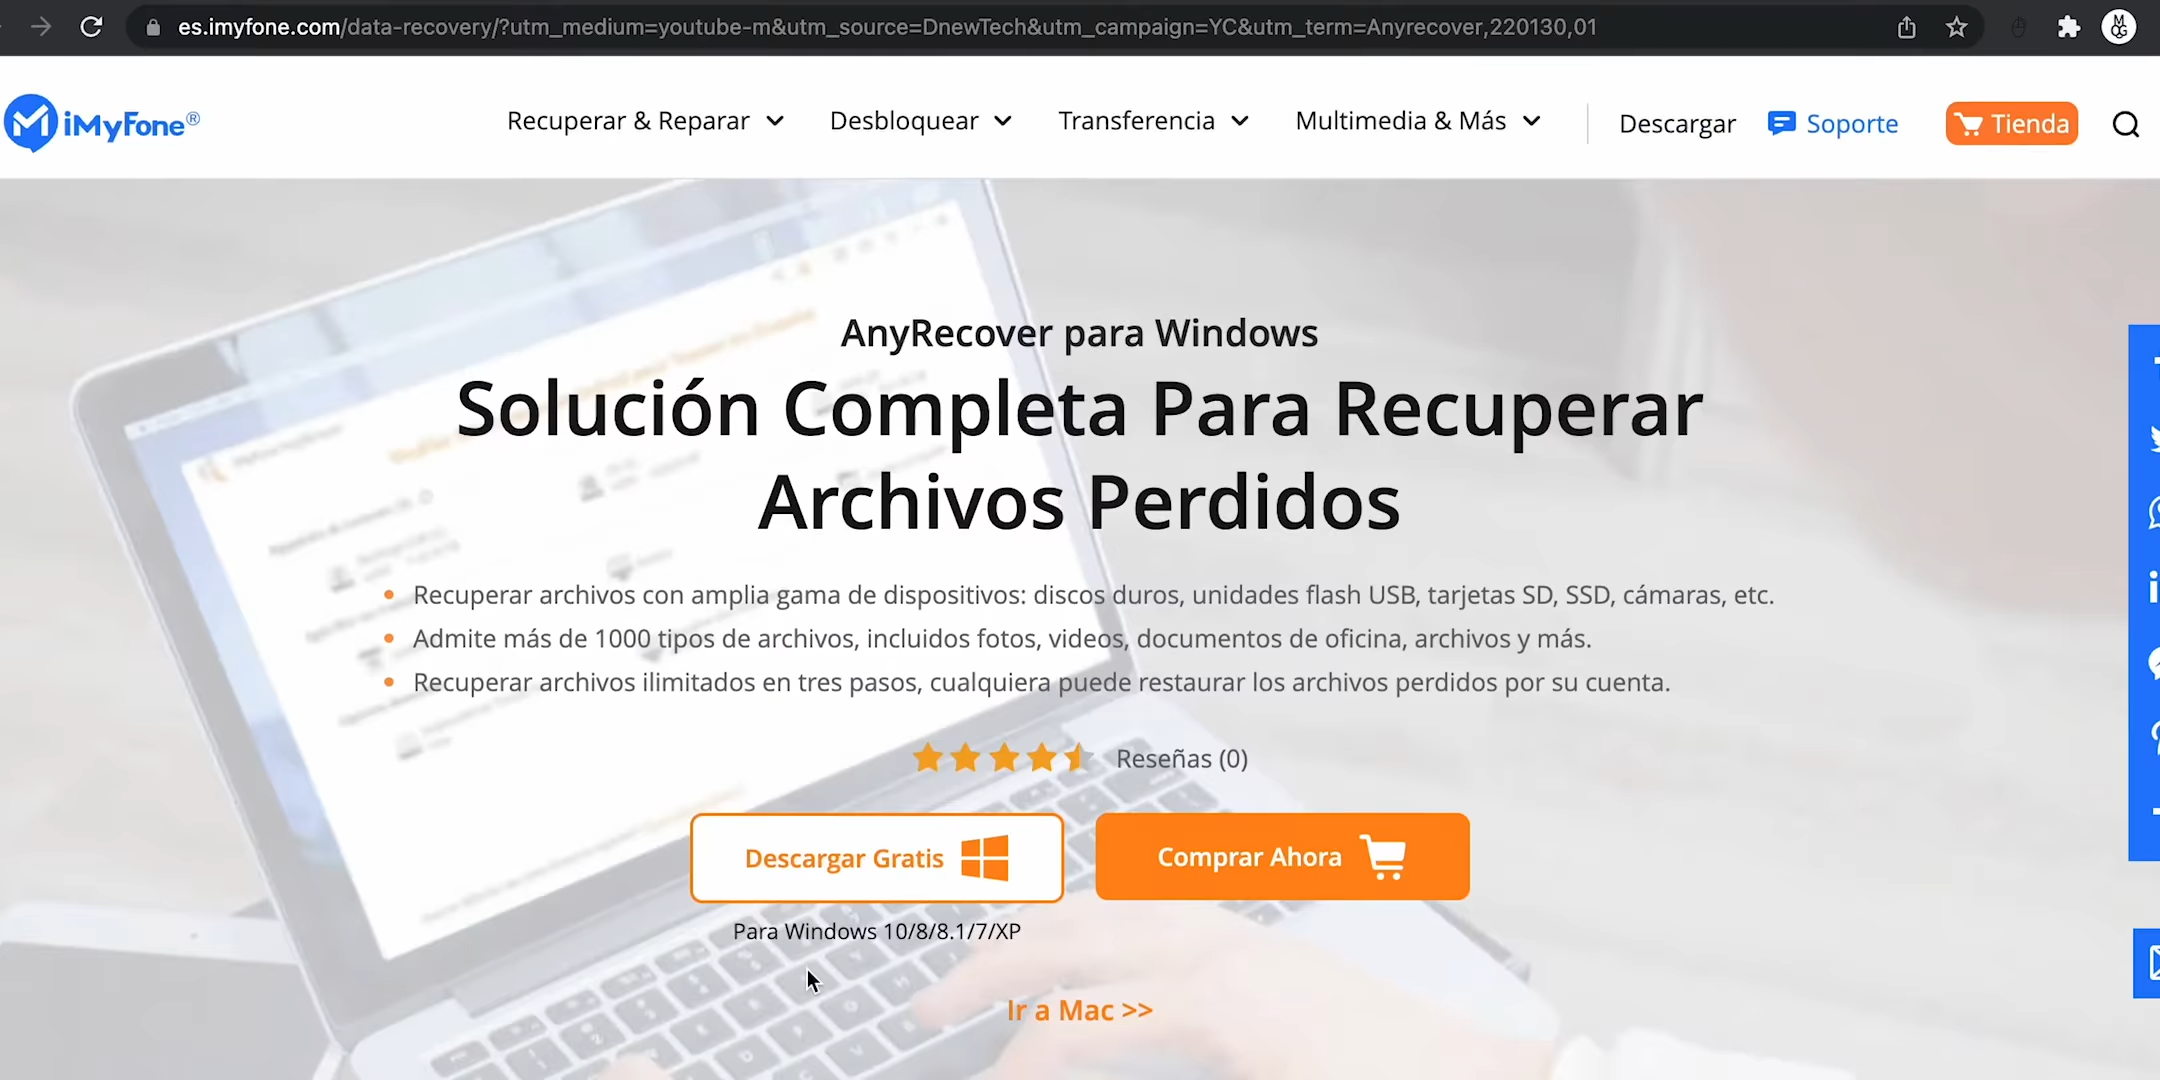 es.imyfone.com/data-recovery/?utm_medium=youtube-m&utm_source=DnewTech&utm_campaign=YC&utm_term=Anyrecover,220130,01
iMyFone®
Recuperar & Reparar
Desbloquear
Transferencia
Multimedia & Más
Descargar
Soporte
Tienda
AnyRecover para Windows
Solución Completa Para Recuperar
Archivos Perdidos
• Recuperar archivos con amplia gama de dispositivos: discos duros, unidades flash USB, tarjetas SD, SSD, cámaras, etc.
• Admite más de 1000 tipos de archivos, incluidos fotos, videos, documentos de oficina, archivos y más.
• Recuperar archivos ilimitados en tres pasos, cualquiera puede restaurar los archivos perdidos por su cuenta.
Reseñas (0)
Descargar Gratis
Comprar Ahora
Para Windows 10/8/8.1/7/XP
Ir a Mac >>